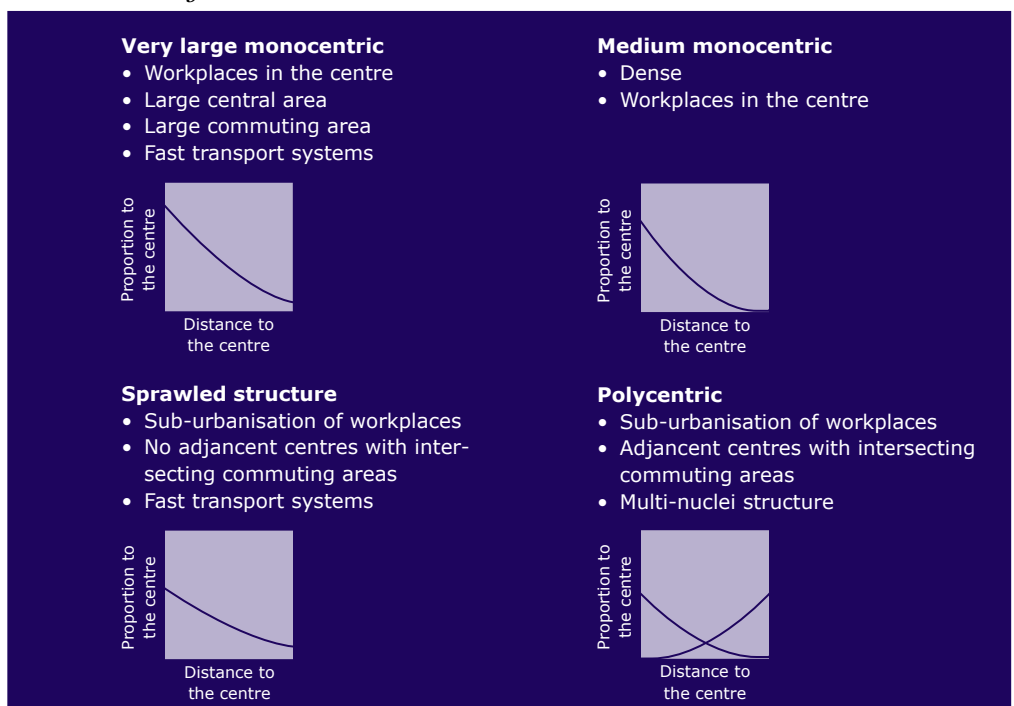 Very large monocentric
• Workplaces in the centre
• Large central area
• Large commuting area
• Fast transport systems
Proportion to
the centre
Distance to
the centre
Medium monocentric
• Dense
• Workplaces in the centre
Proportion to
the centre
Distance to
the centre
Sprawled structure
• Sub-urbanisation of workplaces
• No adjancent centres with inter-
secting commuting areas
• Fast transport systems
Proportion to
the centre
Distance to
the centre
Polycentric
• Sub-urbanisation of workplaces
• Adjancent centres with intersecting
commuting areas
• Multi-nuclei structure
Proportion to
the centre
Distance to
the centre